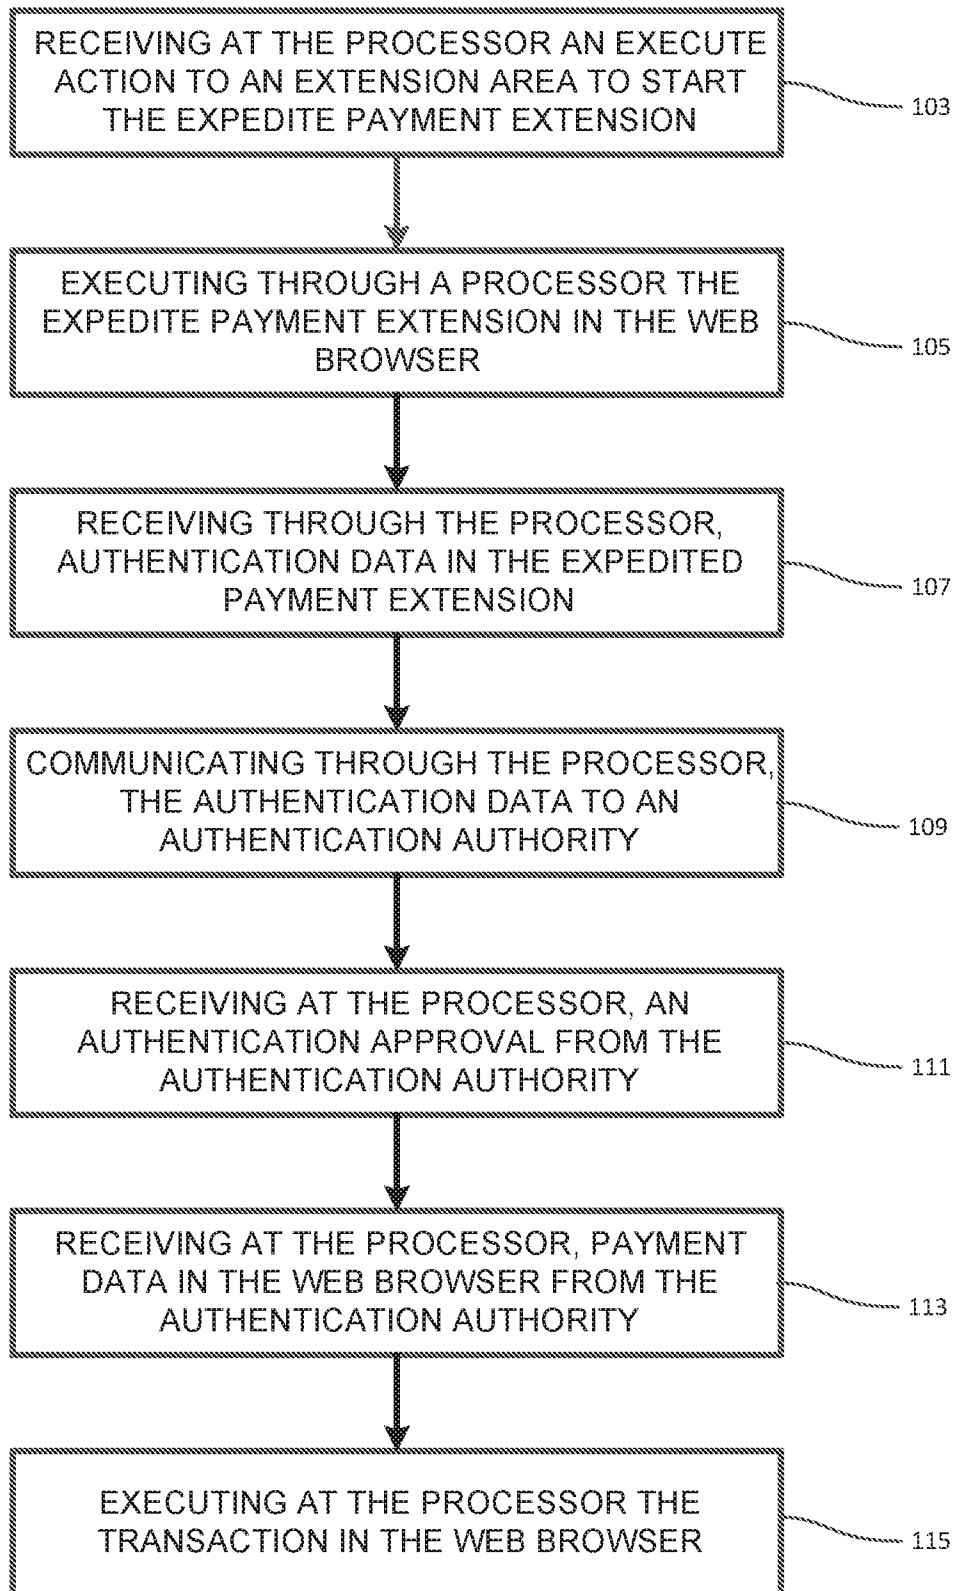 RECEIVING AT THE PROCESSOR AN EXECUTE
ACTION TO AN EXTENSION AREA TO START
THE EXPEDITE PAYMENT EXTENSION
103
EXECUTING THROUGH A PROCESSOR THE
EXPEDITE PAYMENT EXTENSION IN THE WEB
BROWSER
105
RECEIVING THROUGH THE PROCESSOR,
AUTHENTICATION DATA IN THE EXPEDITED
PAYMENT EXTENSION
107
COMMUNICATING THROUGH THE PROCESSOR,
THE AUTHENTICATION DATA TO AN
AUTHENTICATION AUTHORITY
109
RECEIVING AT THE PROCESSOR, AN
AUTHENTICATION APPROVAL FROM THE
AUTHENTICATION AUTHORITY
111
RECEIVING AT THE PROCESSOR, PAYMENT
DATA IN THE WEB BROWSER FROM THE
AUTHENTICATION AUTHORITY
113
EXECUTING AT THE PROCESSOR THE
TRANSACTION IN THE WEB BROWSER
115